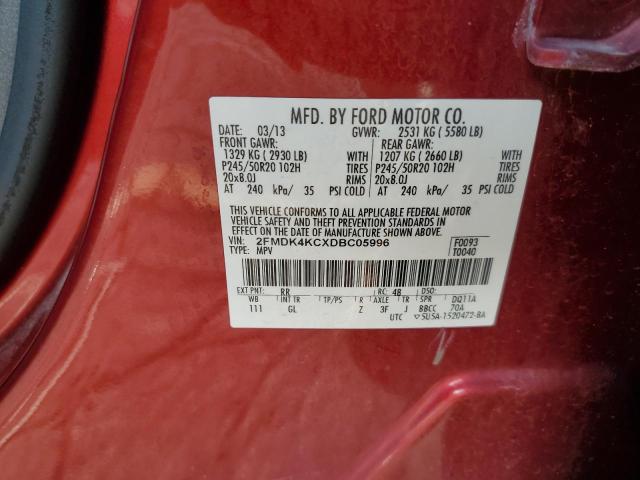 MFD. BY FORD MOTOR CO.
DATE: 03/13 GVWR: 2531 KG ( 5580 LB)
FRONT GAWR: REAR GAWR:
1329 KG ( 2930 LB) WITH 1207 KG ( 2660 LB) WITH
P245/50R20 102H TIRES P245/50R20 102H TIRES
20x8.0J RIMS 20x8.0J RIMS
AT 240 kPa/ 35 PSI COLD AT 240 kPa/ 35 PSI COLD
THIS VEHICLE CONFORMS TO ALL APPLICABLE FEDERAL MOTOR
VEHICLE SAFETY AND THEFT PREVENTION STANDARDS IN
EFFECT ON THE DATE OF MANUFACTURE SHOWN ABOVE.
VIN: 2FMDK4KCXDBC05996 F0093
TYPE: MPV T0040
EXT PNT: RR RC: 48 DSO:
WB INT TR TP/PS R AXLE TR SPR DQ11A
111 GL Z 3F J BBCC 70A
UTC 5U5A-1520472-BA